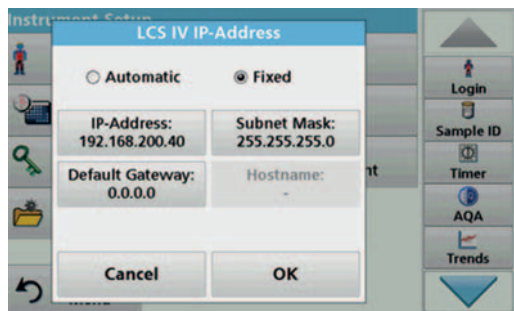 Instrument Setup
LCS IV IP-Address
Automatic
Fixed
IP-Address:
192.168.200.40
Subnet Mask:
255.255.255.0
Default Gateway:
0.0.0.0
Hostname:
-
nt
Cancel
OK
Menu
Login
Sample ID
Timer
AQA
Trends